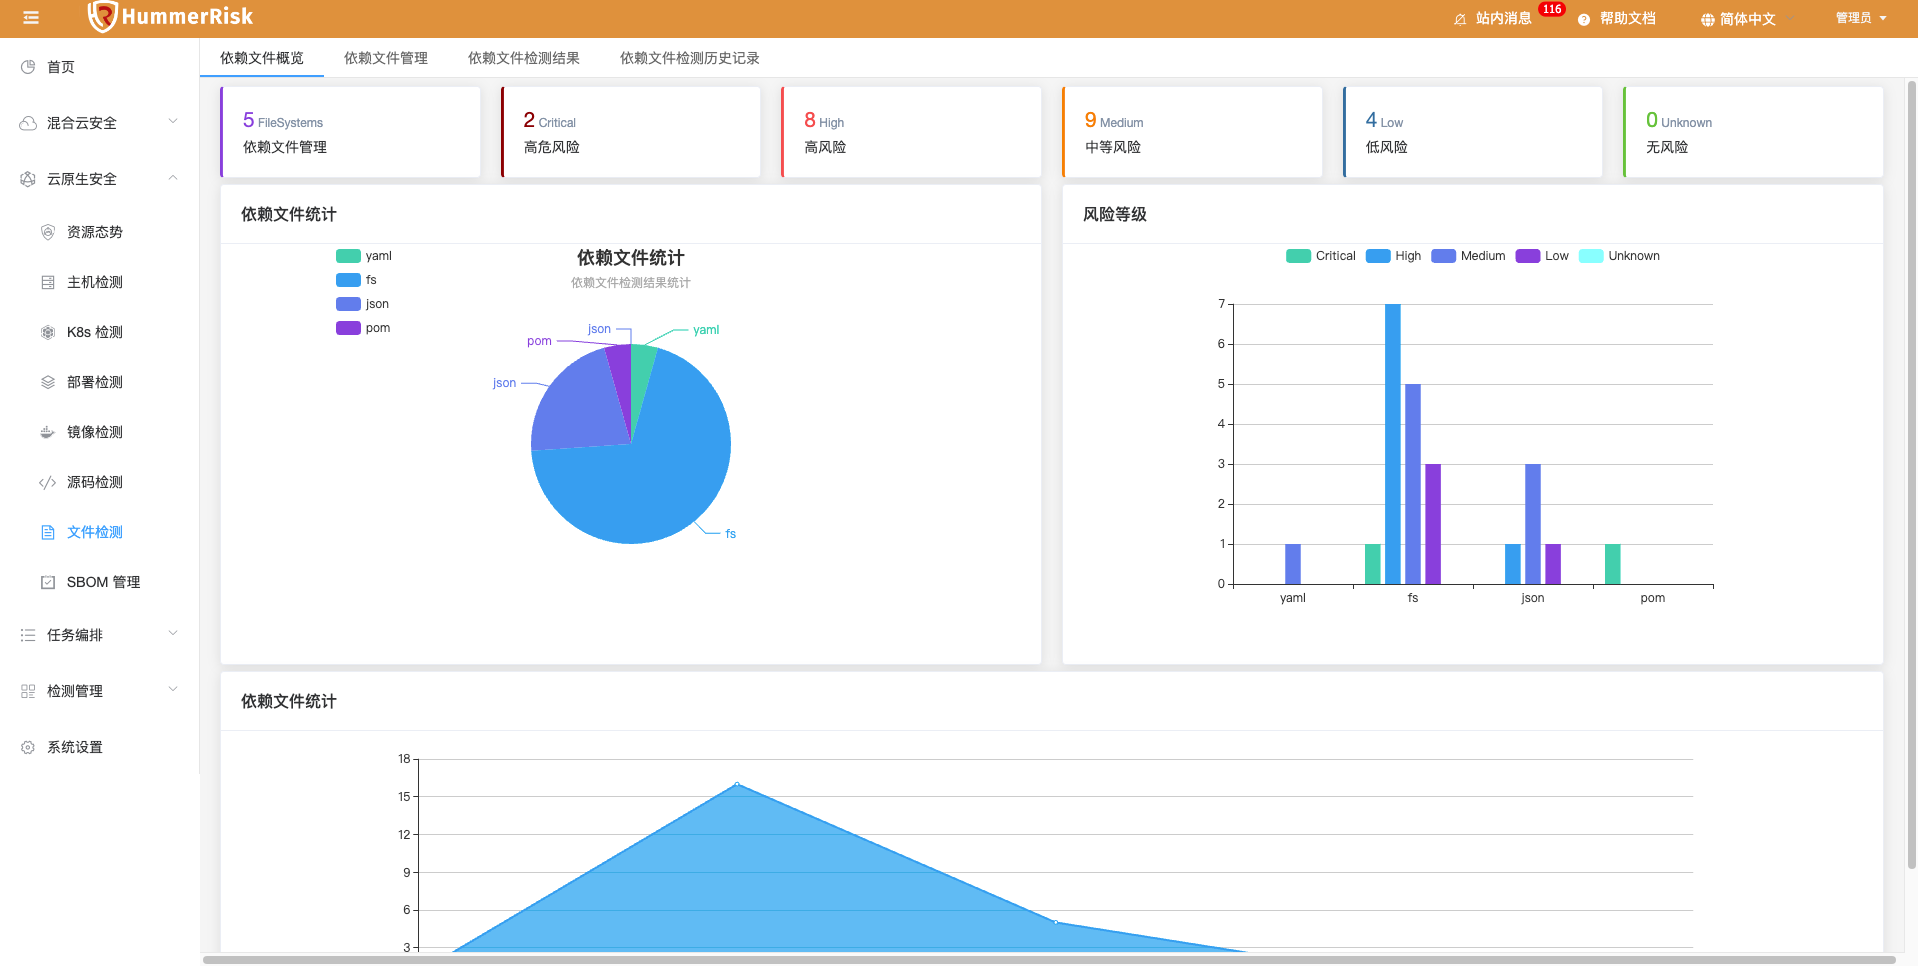 HummerRisk
站内消息
116
帮助文档
简体中文
管理员
首页
混合云安全
云原生安全
资源态势
主机检测
K8s 检测
部署检测
镜像检测
源码检测
文件检测
SBOM 管理
任务编排
检测管理
系统设置
依赖文件概览
依赖文件管理
依赖文件检测结果
依赖文件检测历史记录
5 FileSystems
依赖文件管理
2 Critical
高危风险
8 High
高风险
9 Medium
中等风险
4 Low
低风险
0 Unknown
无风险
依赖文件统计
yaml
fs
json
pom
依赖文件统计
依赖文件检测结果统计
json
yaml
pom
json
fs
风险等级
Critical
High
Medium
Low
Unknown
7
6
5
4
3
2
1
0
yaml
fs
json
pom
依赖文件统计
18
15
12
9
6
3